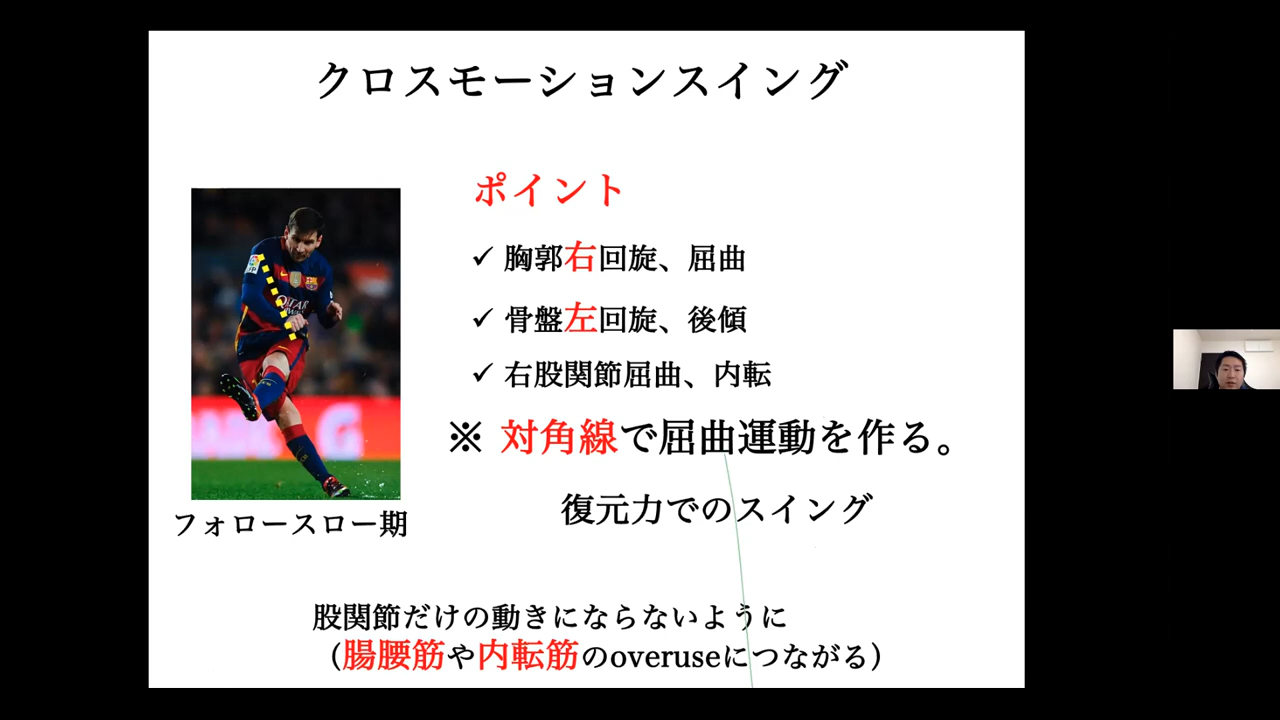 クロスモーションスイング
ポイント
✓ 胸郭右回旋、屈曲
✓ 骨盤左回旋、後傾
✓ 右股関節屈曲、内転
※ 対角線で屈曲運動を作る。
復元力でのスイング
フォロースロー期
股関節だけの動きにならないように
（腸腰筋や内転筋のoveruseにつながる）